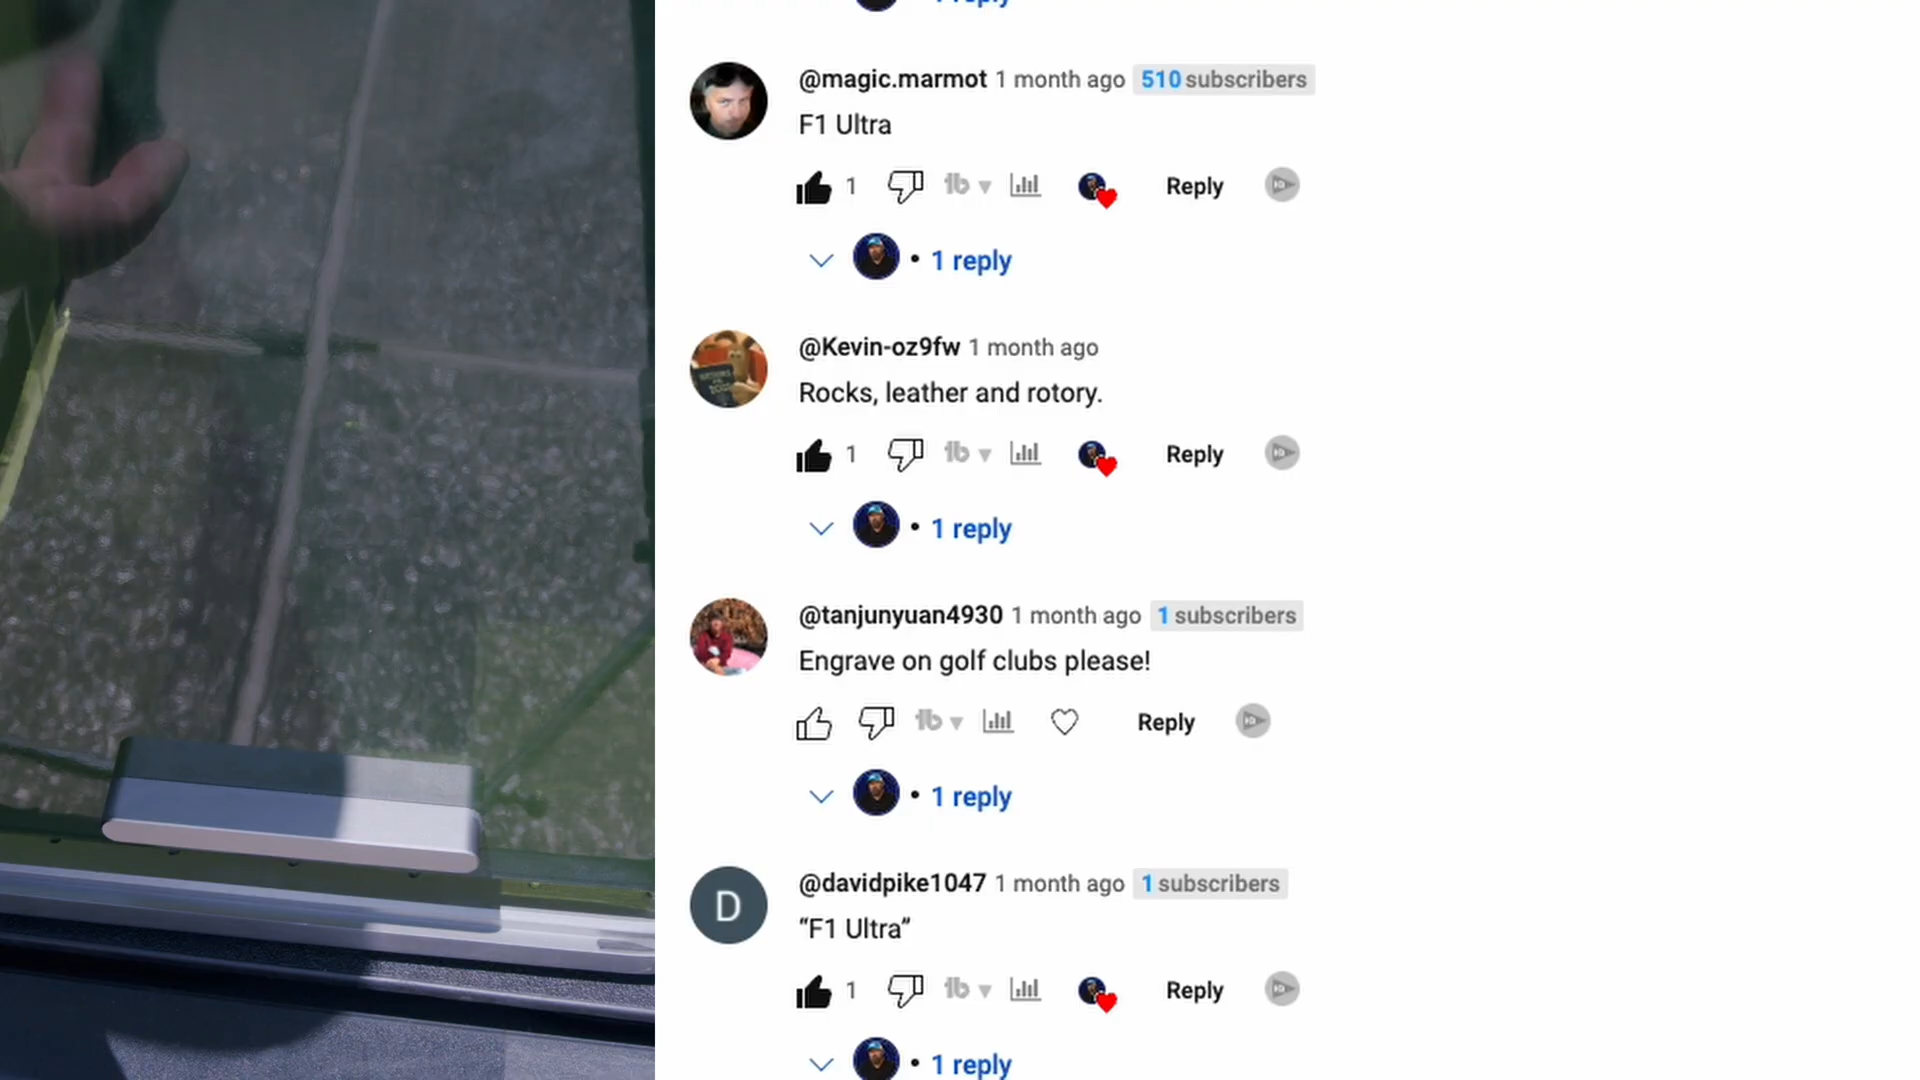 @magic.marmot 1 month ago 510 subscribers
F1 Ultra
1 Reply
1 reply
@Kevin-oz9fw 1 month ago
Rocks, leather and rotory.
1 Reply
1 reply
@tanjunyuan4930 1 month ago 1 subscribers
Engrave on golf clubs please!
Reply
1 reply
D
@davidpike1047 1 month ago 1 subscribers
“F1 Ultra”
1 Reply
1 reply